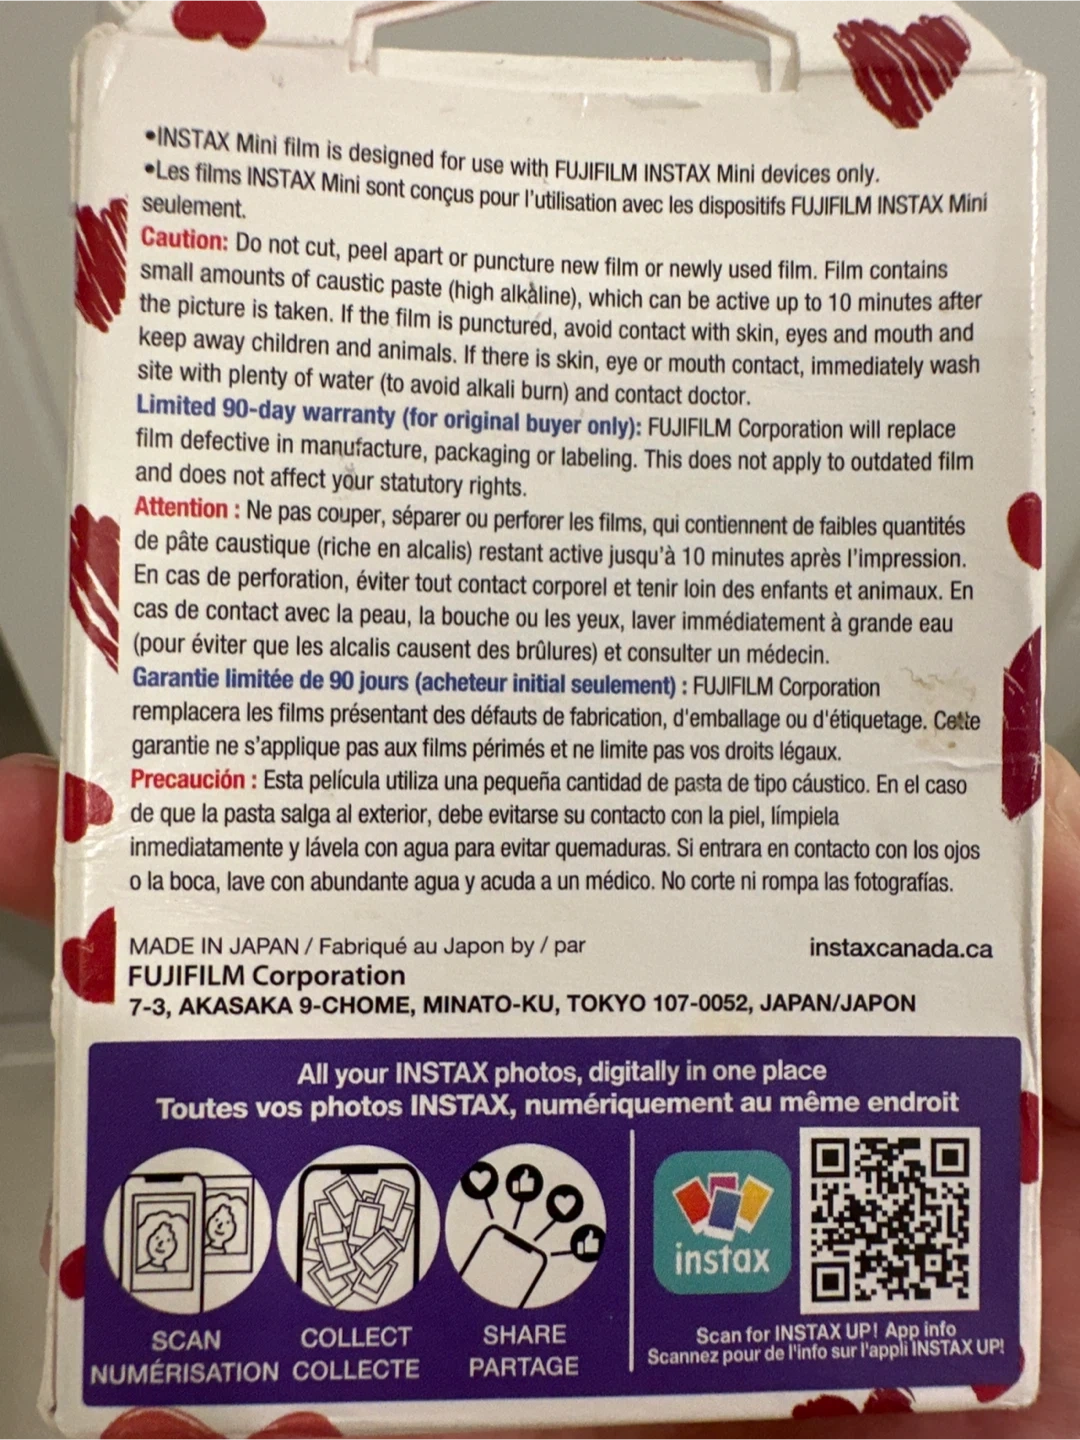 •INSTAX Mini film is designed for use with FUJIFILM INSTAX Mini devices only.
•Les films INSTAX Mini sont conçus pour l'utilisation avec les dispositifs FUJIFILM INSTAX Mini
seulement.
Caution: Do not cut, peel apart or puncture new film or newly used film. Film contains
small amounts of caustic paste (high alkaline), which can be active up to 10 minutes after
the picture is taken. If the film is punctured, avoid contact with skin, eyes and mouth and
keep away children and animals. If there is skin, eye or mouth contact, immediately wash
site with plenty of water (to avoid alkali burn) and contact doctor.
Limited 90-day warranty (for original buyer only): FUJIFILM Corporation will replace
film defective in manufacture, packaging or labeling. This does not apply to outdated film
and does not affect your statutory rights.
Attention : Ne pas couper, séparer ou perforer les films, qui contiennent de faibles quantités
de pâte caustique (riche en alcalis) restant active jusqu'à 10 minutes après l'impression.
En cas de perforation, éviter tout contact corporel et tenir loin des enfants et animaux. En
cas de contact avec la peau, la bouche ou les yeux, laver immédiatement à grande eau
(pour éviter que les alcalis causent des brûlures) et consulter un médecin.
Garantie limitée de 90 jours (acheteur initial seulement) : FUJIFILM Corporation
remplacera les films présentant des défauts de fabrication, d'emballage ou d'étiquetage. Cette
garantie ne s'applique pas aux films périmés et ne limite pas vos droits légaux.
Precaución : Esta película utiliza una pequeña cantidad de pasta de tipo cáustico. En el caso
de que la pasta salga al exterior, debe evitarse su contacto con la piel, límpiela
inmediatamente y lávela con agua para evitar quemaduras. Si entrara en contacto con los ojos
o la boca, lave con abundante agua y acuda a un médico. No corte ni rompa las fotografías.
MADE IN JAPAN / Fabriqué au Japon by / par
instaxcanada.ca
FUJIFILM Corporation
7-3, AKASAKA 9-CHOME, MINATO-KU, TOKYO 107-0052, JAPAN/JAPON
All your INSTAX photos, digitally in one place
Toutes vos photos INSTAX, numériquement au même endroit
instax
SCAN
NUMÉRISATION
COLLECT
COLLECTE
SHARE
PARTAGE
Scan for INSTAX UP! App info
Scannez pour de l'info sur l'appli INSTAX UP!